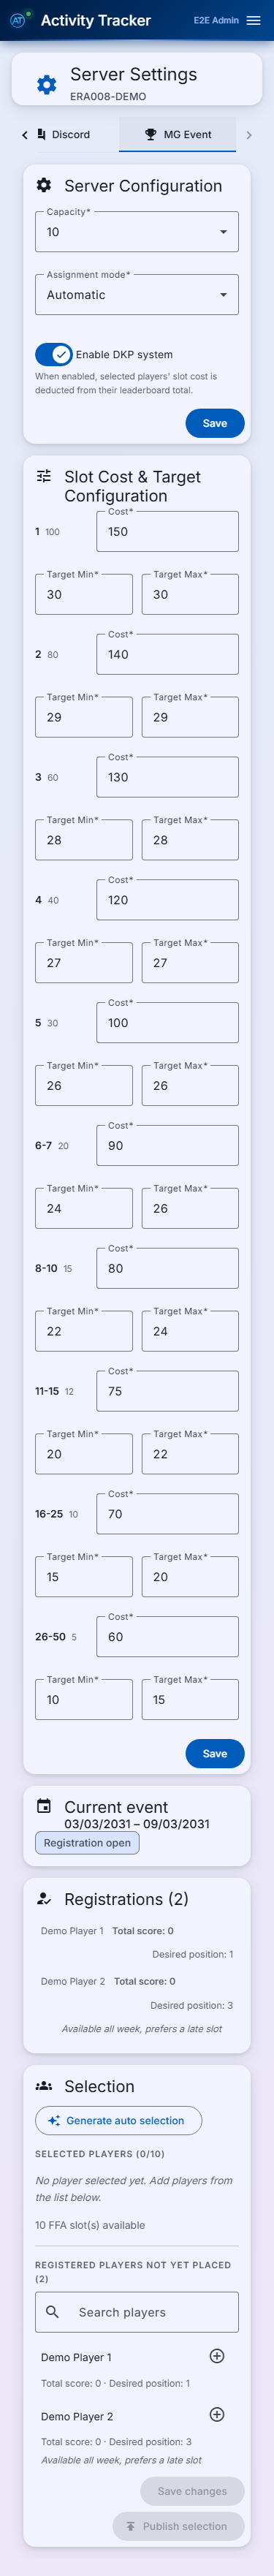 AT Activity Tracker E2E Admin
Server Settings
ERA008-DEMO
Discord MG Event
Server Configuration
Capacity*
10
Assignment mode*
Automatic
Enable DKP system
When enabled, selected players' slot cost is
deducted from their leaderboard total.
Save
Slot Cost & Target
Configuration
Cost*
1 100 150
Target Min* Target Max*
30 30
Cost*
2 80 140
Target Min* Target Max*
29 29
Cost*
3 60 130
Target Min* Target Max*
28 28
Cost*
4 40 120
Target Min* Target Max*
27 27
Cost*
5 30 100
Target Min* Target Max*
26 26
Cost*
6-7 20 90
Target Min* Target Max*
24 26
Cost*
8-10 15 80
Target Min* Target Max*
22 24
Cost*
11-15 12 75
Target Min* Target Max*
20 22
Cost*
16-25 10 70
Target Min* Target Max*
15 20
Cost*
26-50 5 60
Target Min* Target Max*
10 15
Save
Current event
03/03/2031 – 09/03/2031
Registration open
Registrations (2)
Demo Player 1 Total score: 0
Desired position: 1
Demo Player 2 Total score: 0
Desired position: 3
Available all week, prefers a late slot
Selection
Generate auto selection
SELECTED PLAYERS (0/10)
No player selected yet. Add players from
the list below.
10 FFA slot(s) available
REGISTERED PLAYERS NOT YET PLACED
(2)
Search players
Demo Player 1
Total score: 0 · Desired position: 1
Demo Player 2
Total score: 0 · Desired position: 3
Available all week, prefers a late slot
Save changes
Publish selection